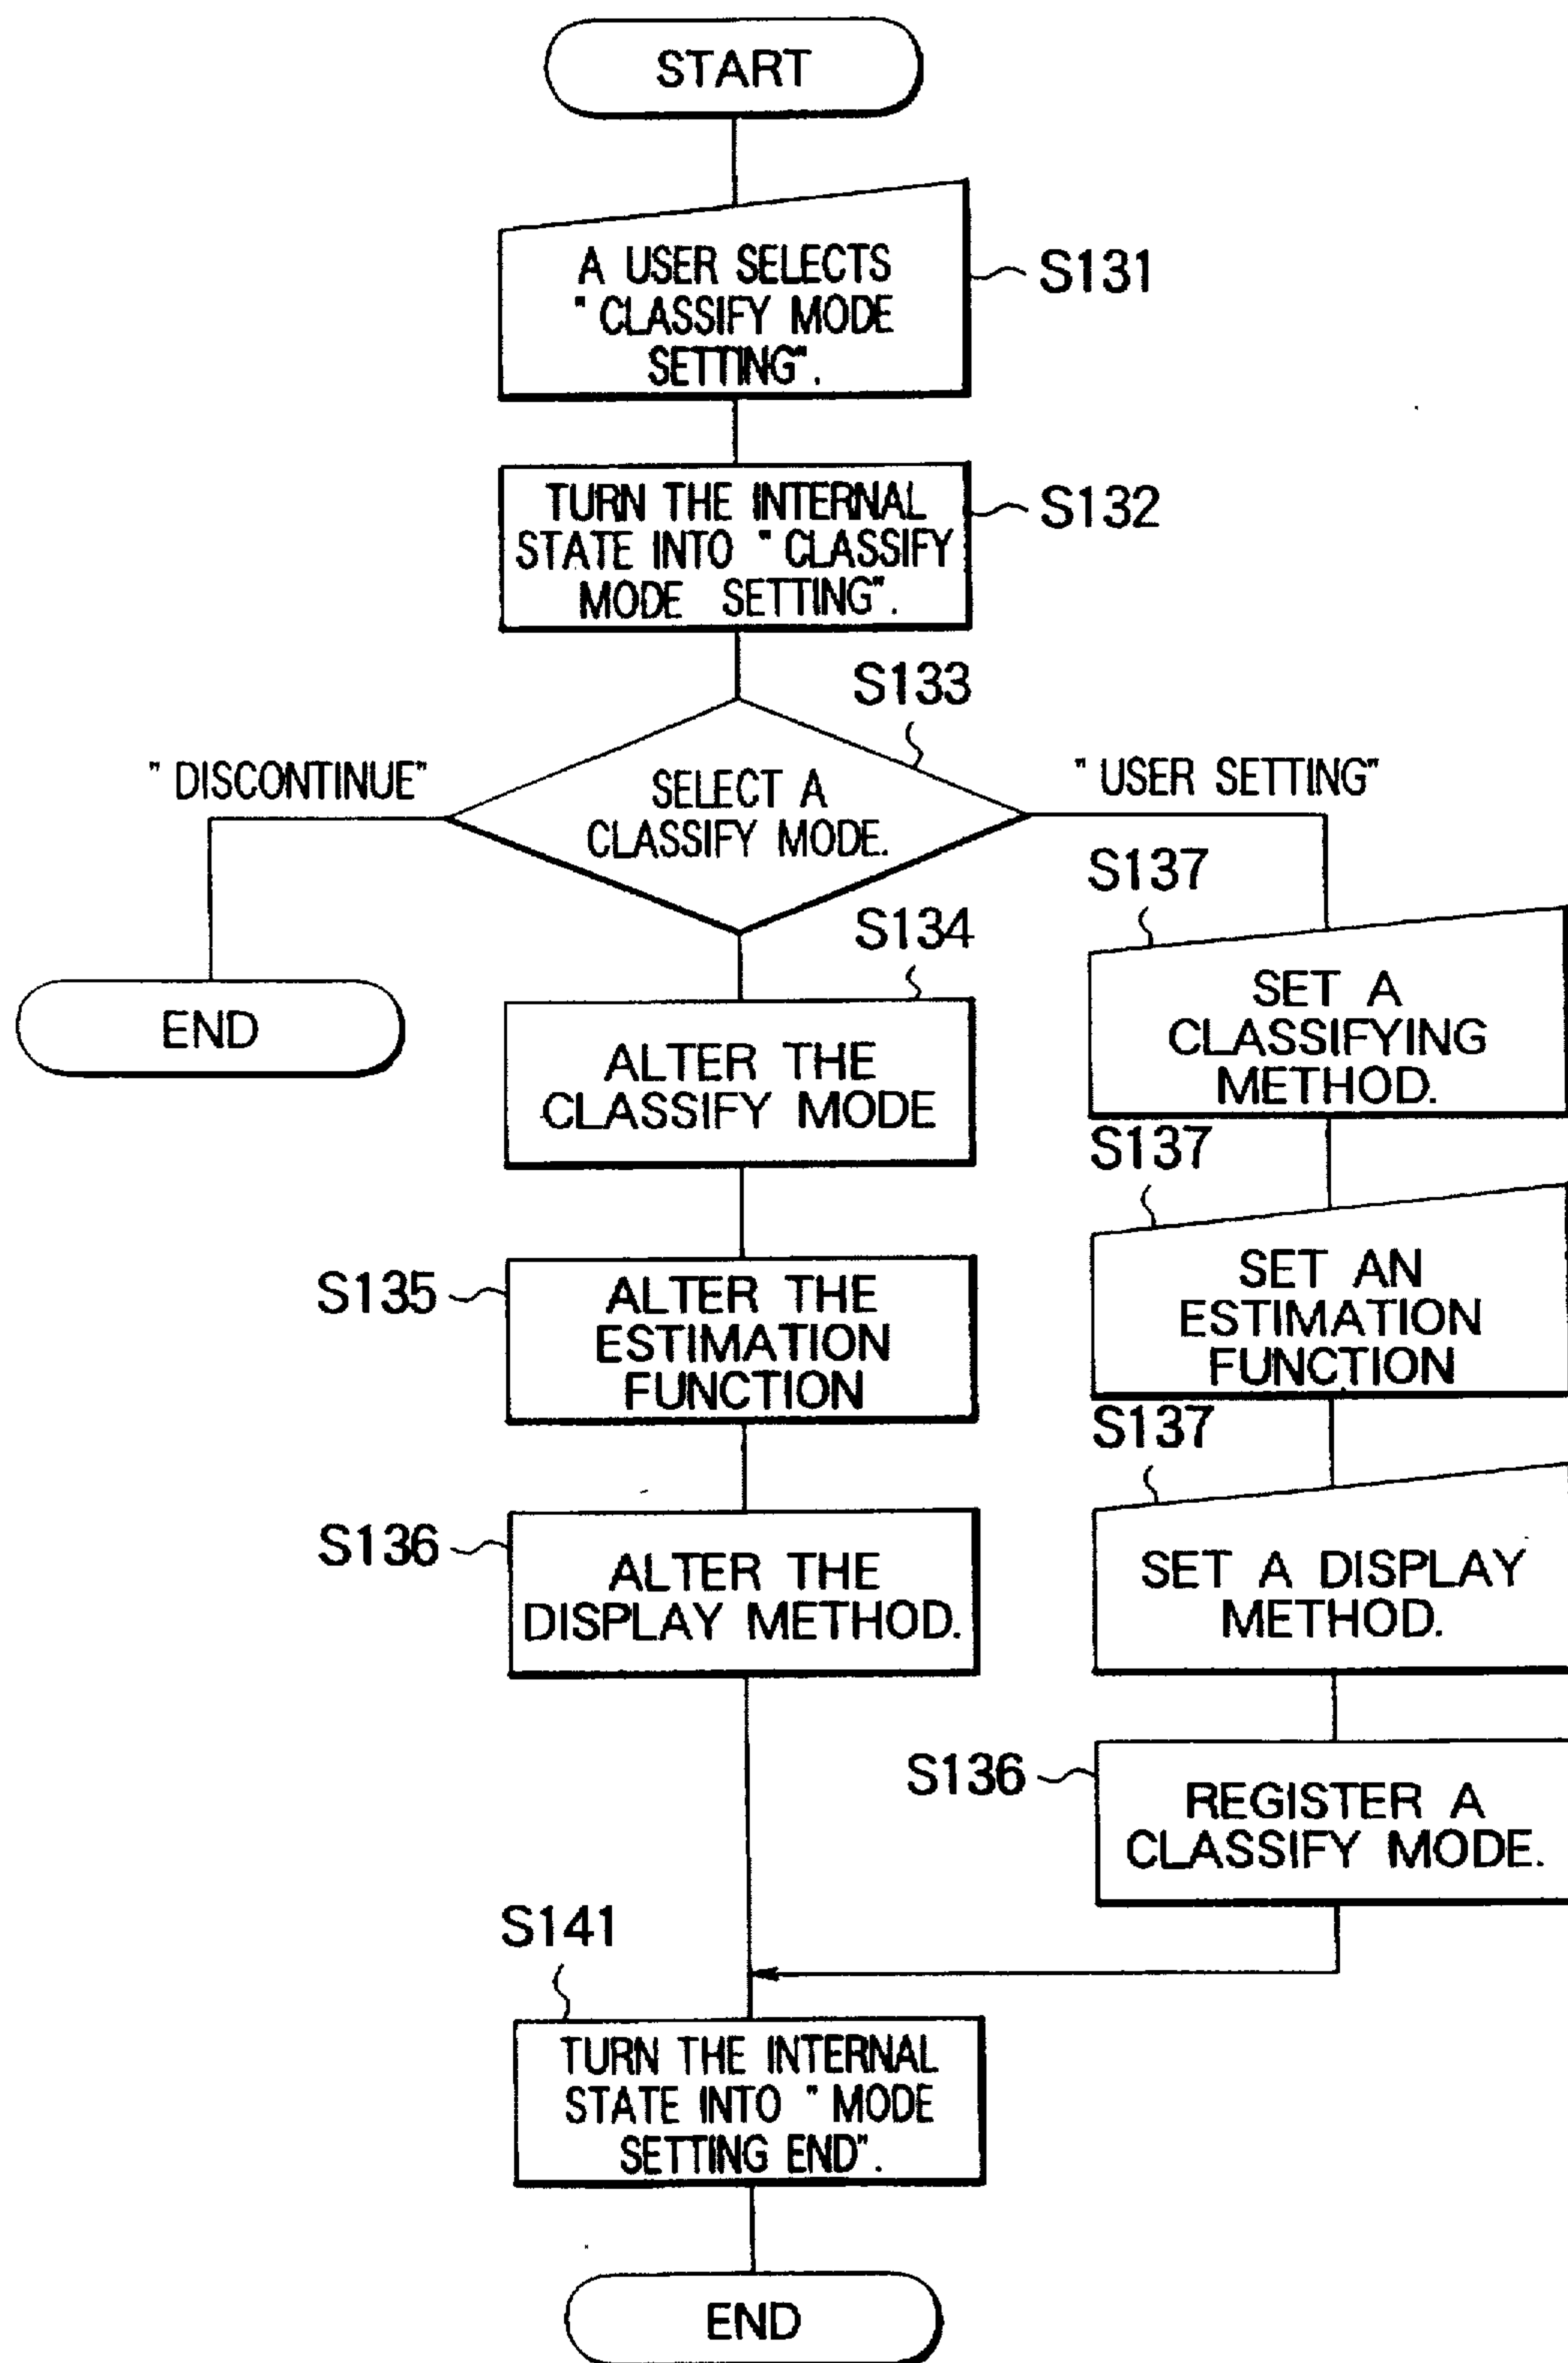 START
A USER SELECTS
" CLASSIFY MODE
SETTING".
S131
TURN THE INTERNAL
STATE INTO " CLASSIFY
MODE SETTING".
S132
S133
SELECT A
CLASSIFY MODE.
" DISCONTINUE"
END
" USER SETTING"
S134
ALTER THE
CLASSIFY MODE
S135
ALTER THE
ESTIMATION
FUNCTION
S136
ALTER THE
DISPLAY METHOD.
S137
SET A
CLASSIFYING
METHOD.
S137
SET AN
ESTIMATION
FUNCTION
S137
SET A DISPLAY
METHOD.
S136
REGISTER A
CLASSIFY MODE.
S141
TURN THE INTERNAL
STATE INTO " MODE
SETTING END".
END